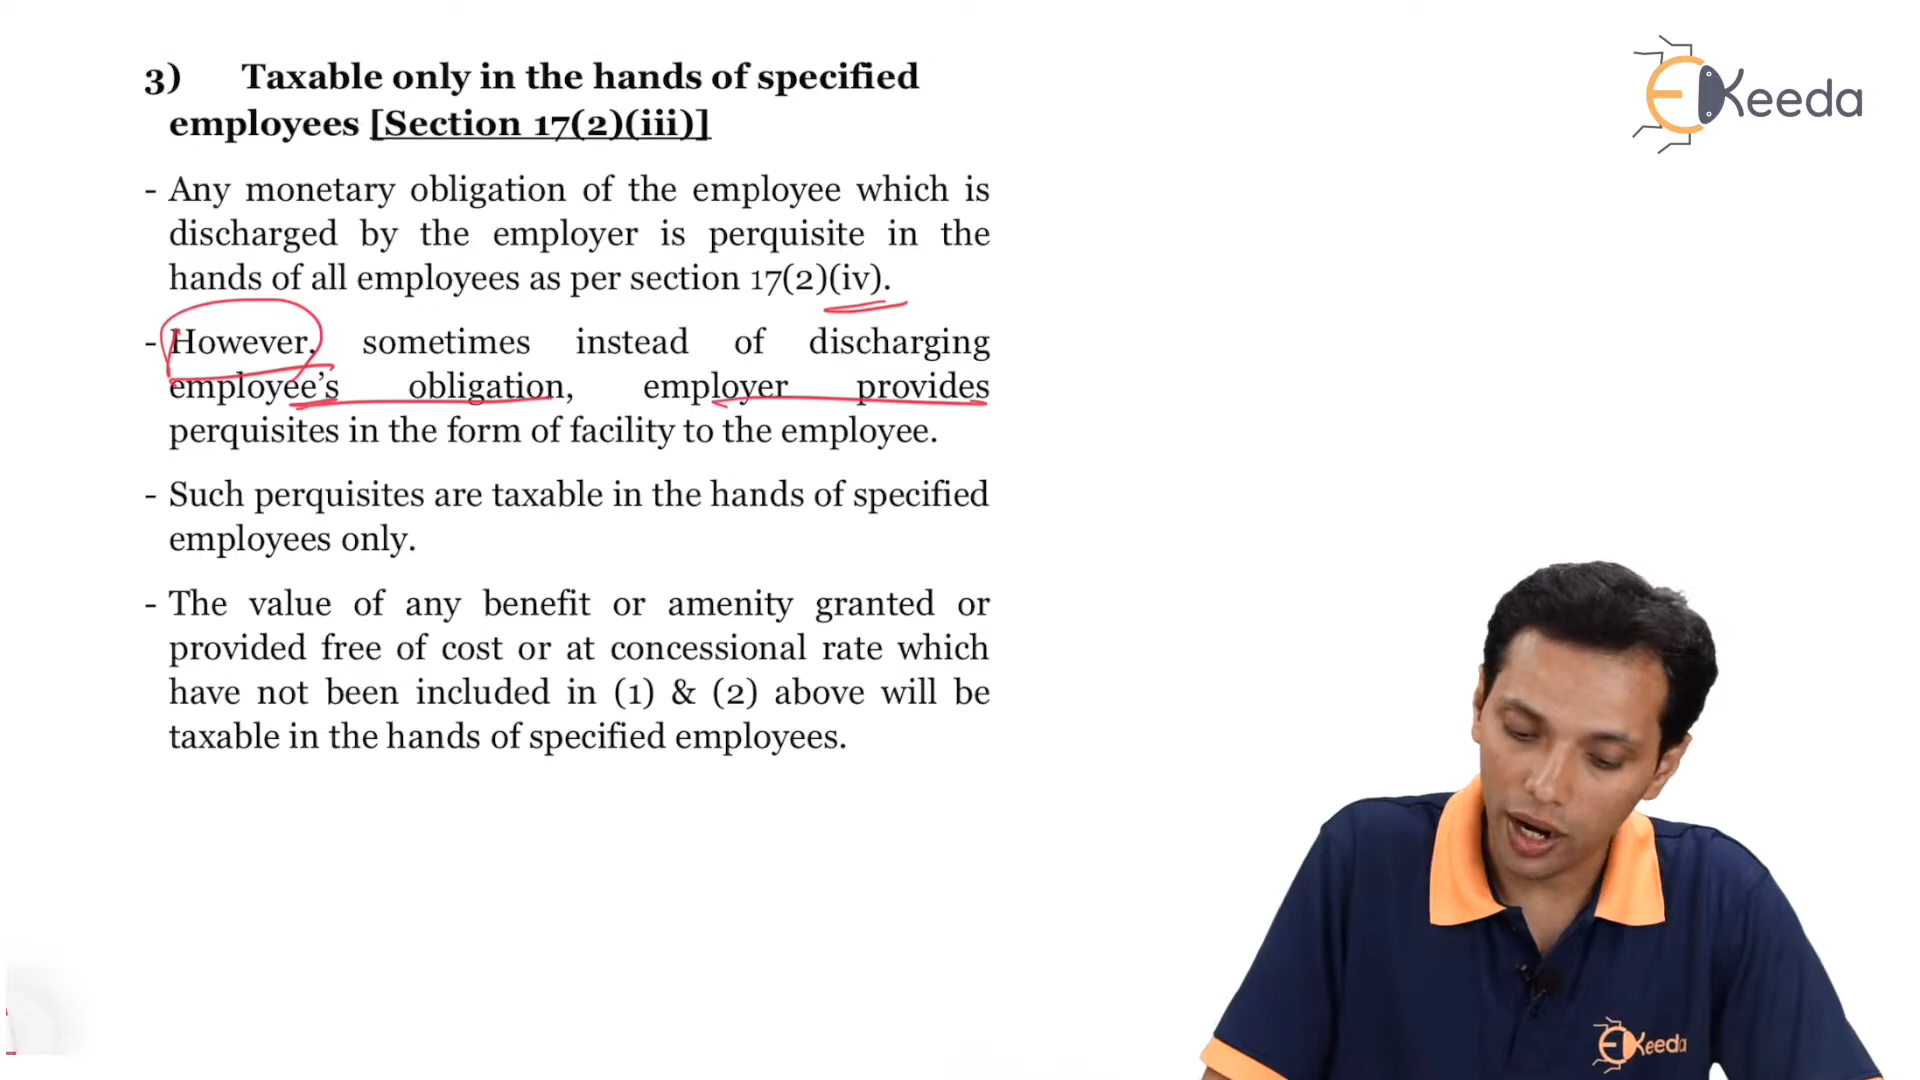 3) Taxable only in the hands of specified
employees [Section 17(2)(iii)]
- Any monetary obligation of the employee which is
discharged by the employer is perquisite in the
hands of all employees as per section 17(2)(iv).
- However, sometimes instead of discharging
employee's obligation, employer provides
perquisites in the form of facility to the employee.
- Such perquisites are taxable in the hands of specified
employees only.
- The value of any benefit or amenity granted or
provided free of cost or at concessional rate which
have not been included in (1) & (2) above will be
taxable in the hands of specified employees.
EKeeda
EKeeda